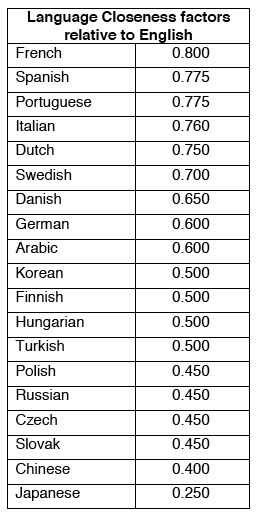 Language Closeness factors
relative to English
French 0.800
Spanish 0.775
Portuguese 0.775
Italian 0.760
Dutch 0.750
Swedish 0.700
Danish 0.650
German 0.600
Arabic 0.600
Korean 0.500
Finnish 0.500
Hungarian 0.500
Turkish 0.500
Polish 0.450
Russian 0.450
Czech 0.450
Slovak 0.450
Chinese 0.400
Japanese 0.250